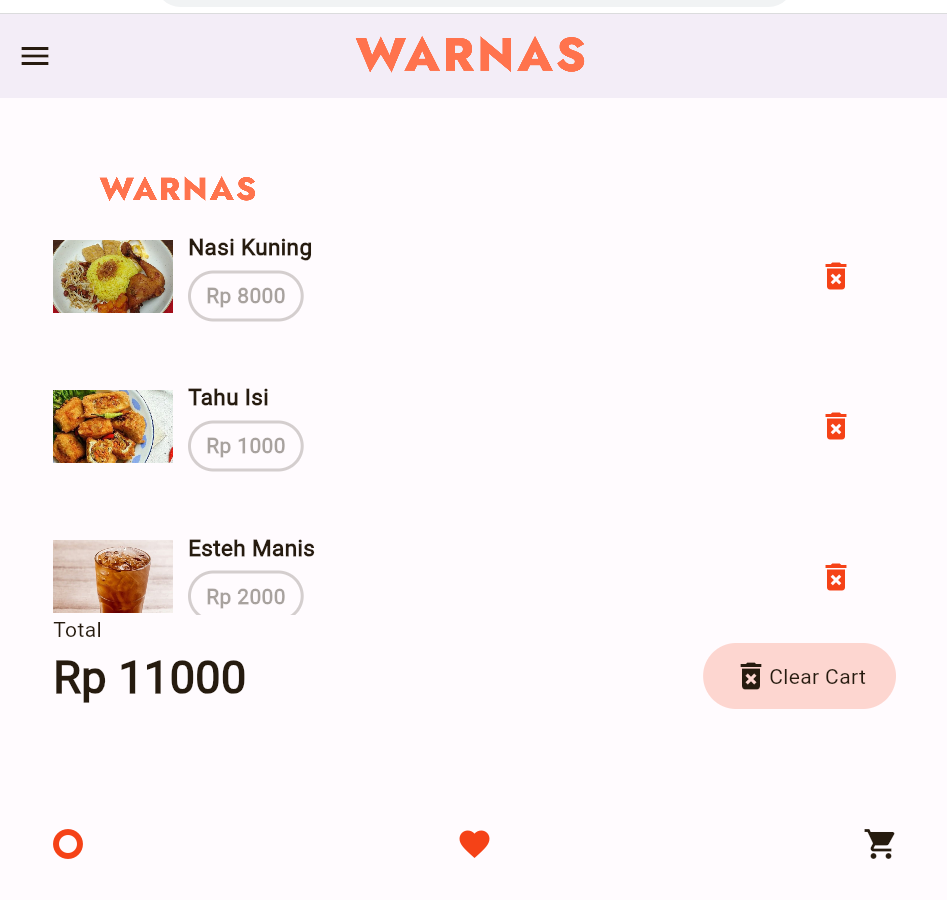 WARNAS
WARNAS
Nasi Kuning
Rp 8000
Tahu Isi
Rp 1000
Esteh Manis
Rp 2000
Total
Rp 11000
Clear Cart